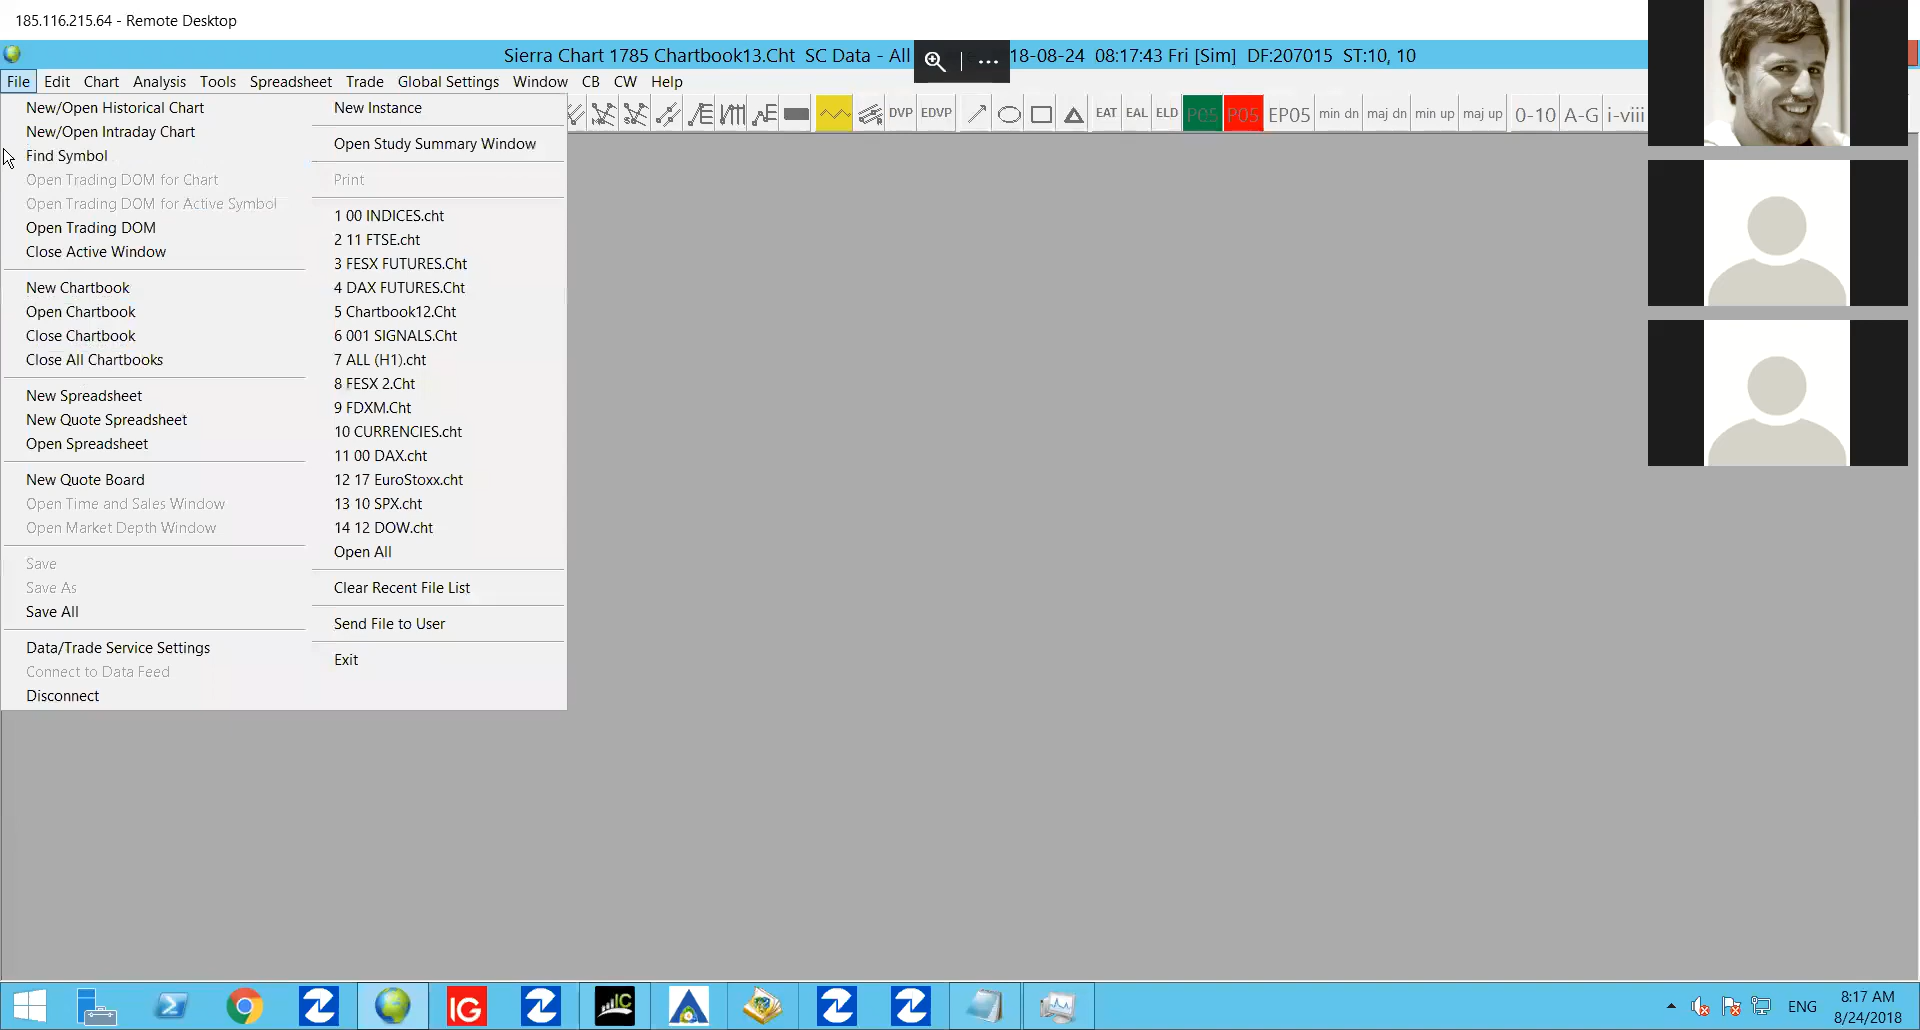 185.116.215.64 - Remote Desktop
Sierra Chart 1785 Chartbook13.Cht SC Data - All
18-08-24 08:17:43 Fri [Sim] DF:207015 ST:10, 10
File Edit Chart Analysis Tools Spreadsheet Trade Global Settings Window CB CW Help
DVP EDVP EAT EAL ELD P05 P05 EP05 min dn maj dn min up maj up 0-10 A-G i-viii
New/Open Historical Chart
New/Open Intraday Chart
Find Symbol
Open Trading DOM for Chart
Open Trading DOM for Active Symbol
Open Trading DOM
Close Active Window
New Chartbook
Open Chartbook
Close Chartbook
Close All Chartbooks
New Spreadsheet
New Quote Spreadsheet
Open Spreadsheet
New Quote Board
Open Time and Sales Window
Open Market Depth Window
Save
Save As
Save All
Data/Trade Service Settings
Connect to Data Feed
Disconnect
New Instance
Open Study Summary Window
Print
1 00 INDICES.cht
2 11 FTSE.cht
3 FESX FUTURES.Cht
4 DAX FUTURES.Cht
5 Chartbook12.Cht
6 001 SIGNALS.Cht
7 ALL (H1).cht
8 FESX 2.Cht
9 FDXM.Cht
10 CURRENCIES.cht
11 00 DAX.cht
12 17 EuroStoxx.cht
13 10 SPX.cht
14 12 DOW.cht
Open All
Clear Recent File List
Send File to User
Exit
IG
IC
ENG
8:17 AM
8/24/2018